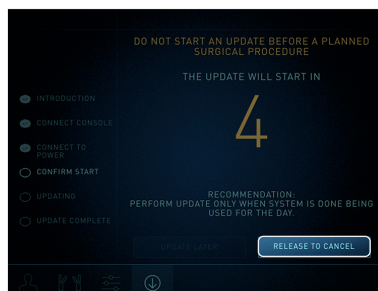 DO NOT START AN UPDATE BEFORE A PLANNED
SURGICAL PROCEDURE
THE UPDATE WILL START IN
4
INTRODUCTION
CONNECT CONSOLE
CONNECT TO
POWER
CONFIRM START
UPDATING
UPDATE COMPLETE
RECOMMENDATION:
PERFORM UPDATE ONLY WHEN SYSTEM IS DONE BEING
USED FOR THE DAY.
UPDATE LATER
RELEASE TO CANCEL